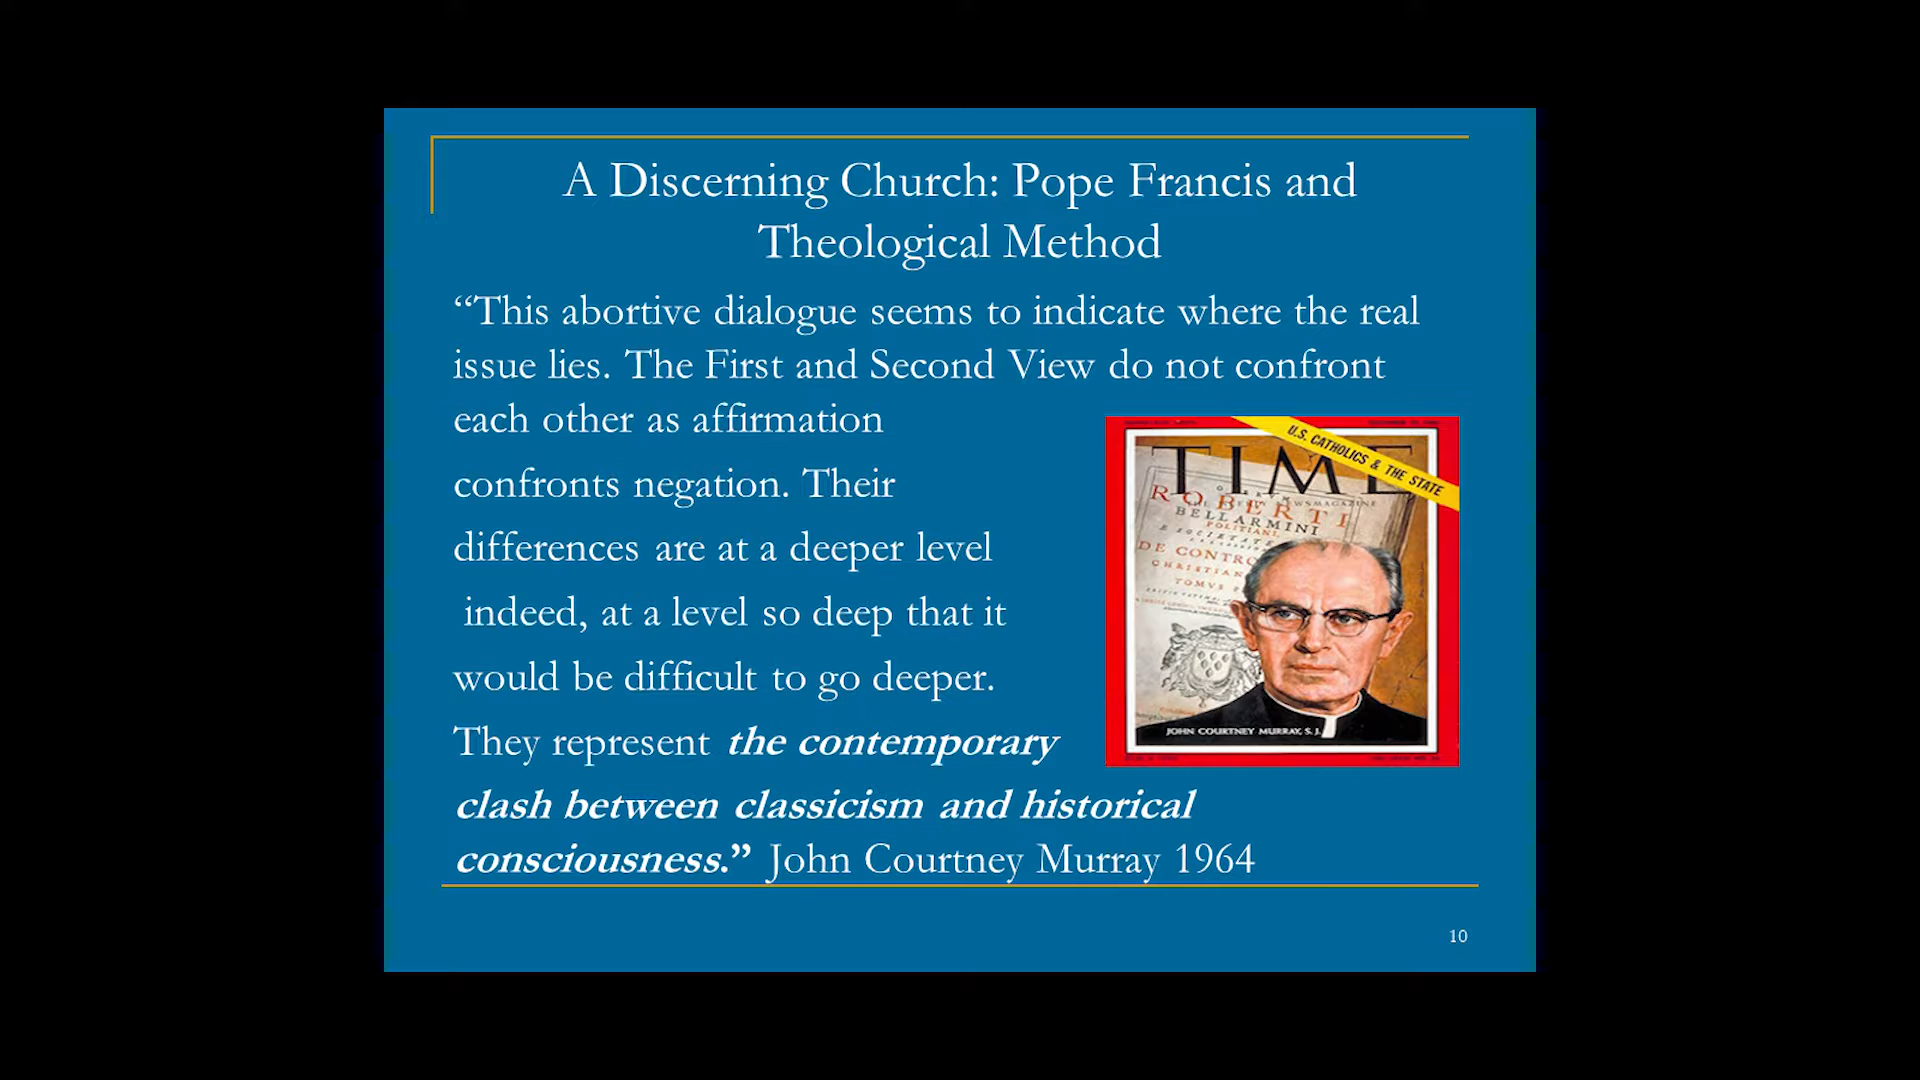 A Discerning Church: Pope Francis and
Theological Method
“This abortive dialogue seems to indicate where the real
issue lies. The First and Second View do not confront
each other as affirmation
confronts negation. Their
differences are at a deeper level
indeed, at a level so deep that it
would be difficult to go deeper.
They represent the contemporary
clash between classicism and historical
consciousness.” John Courtney Murray 1964
U.S. CATHOLICS & THE STATE
TIME
ROBERTI
BELLARMINI
POLITIANI
E SOCIETATE
DE CONTRO
CHRISTIAN
TOMUS
JOHN COURTNEY MURRAY, S.J.
10